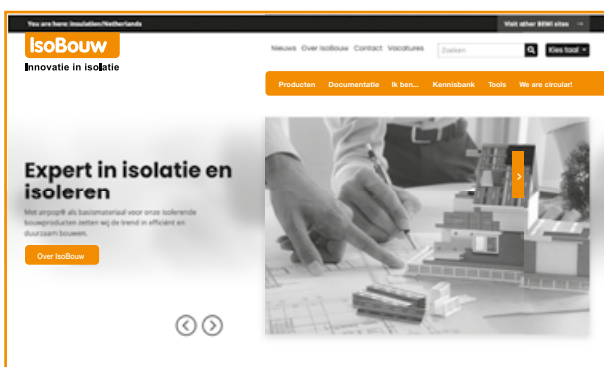 You are here: Insulation/Netherlands
Visit other BEWI sites →
IsoBouw
Innovatie in isolatie
Nieuws Over IsoBouw Contact Vacatures
Zoeken
Kies taal
Producten Documentatie Ik ben... Kennisbank Tools We are circular!
Expert in isolatie en
isoleren
Met airpop® als basismateriaal voor onze isolerende
bouwproducten zetten wij de trend in efficiënt en
duurzaam bouwen.
Over IsoBouw